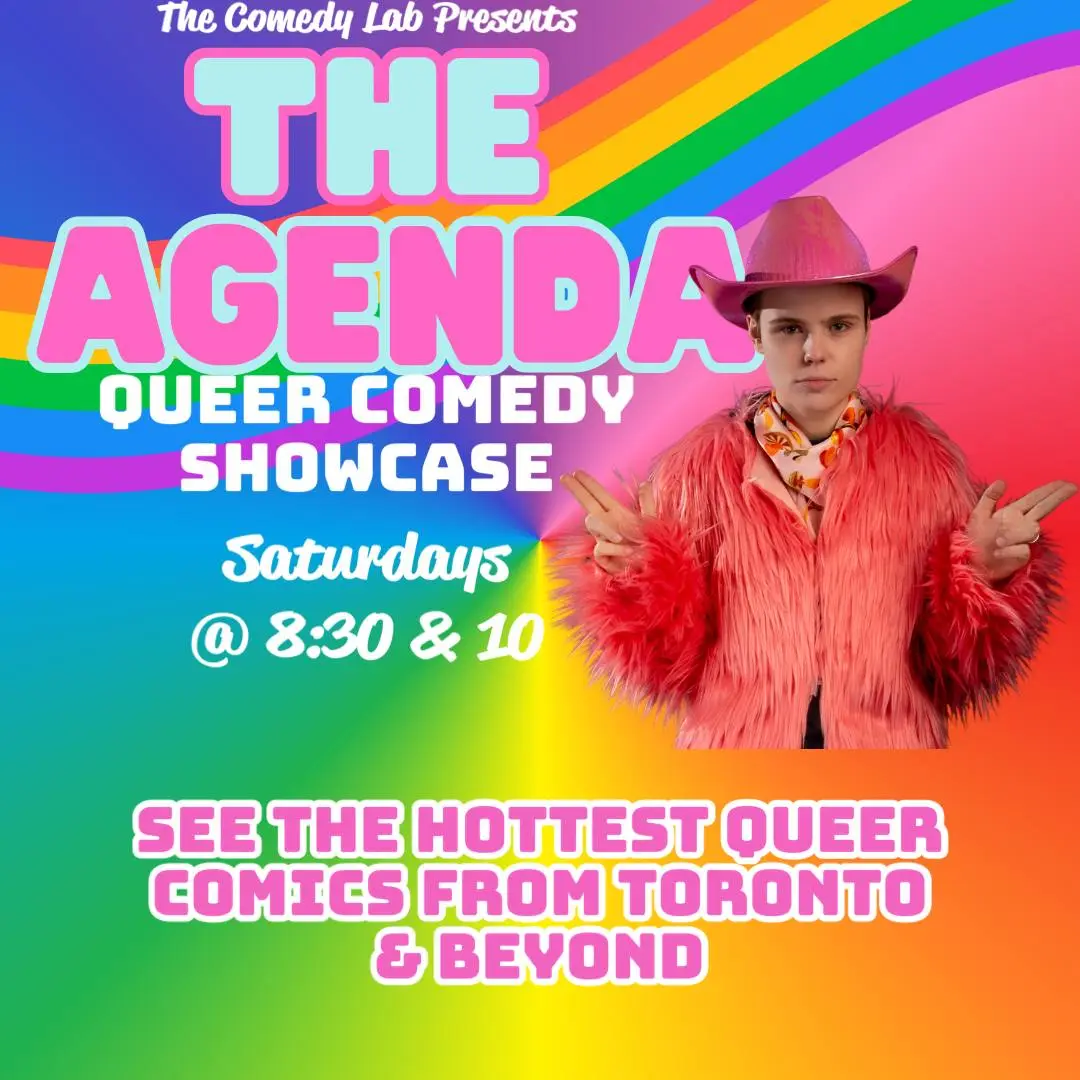 The Comedy Lab Presents
THE
AGENDA
QUEER COMEDY
SHOWCASE
Saturdays
@ 8:30 & 10
SEE THE HOTTEST QUEER
COMICS FROM TORONTO
& BEYOND